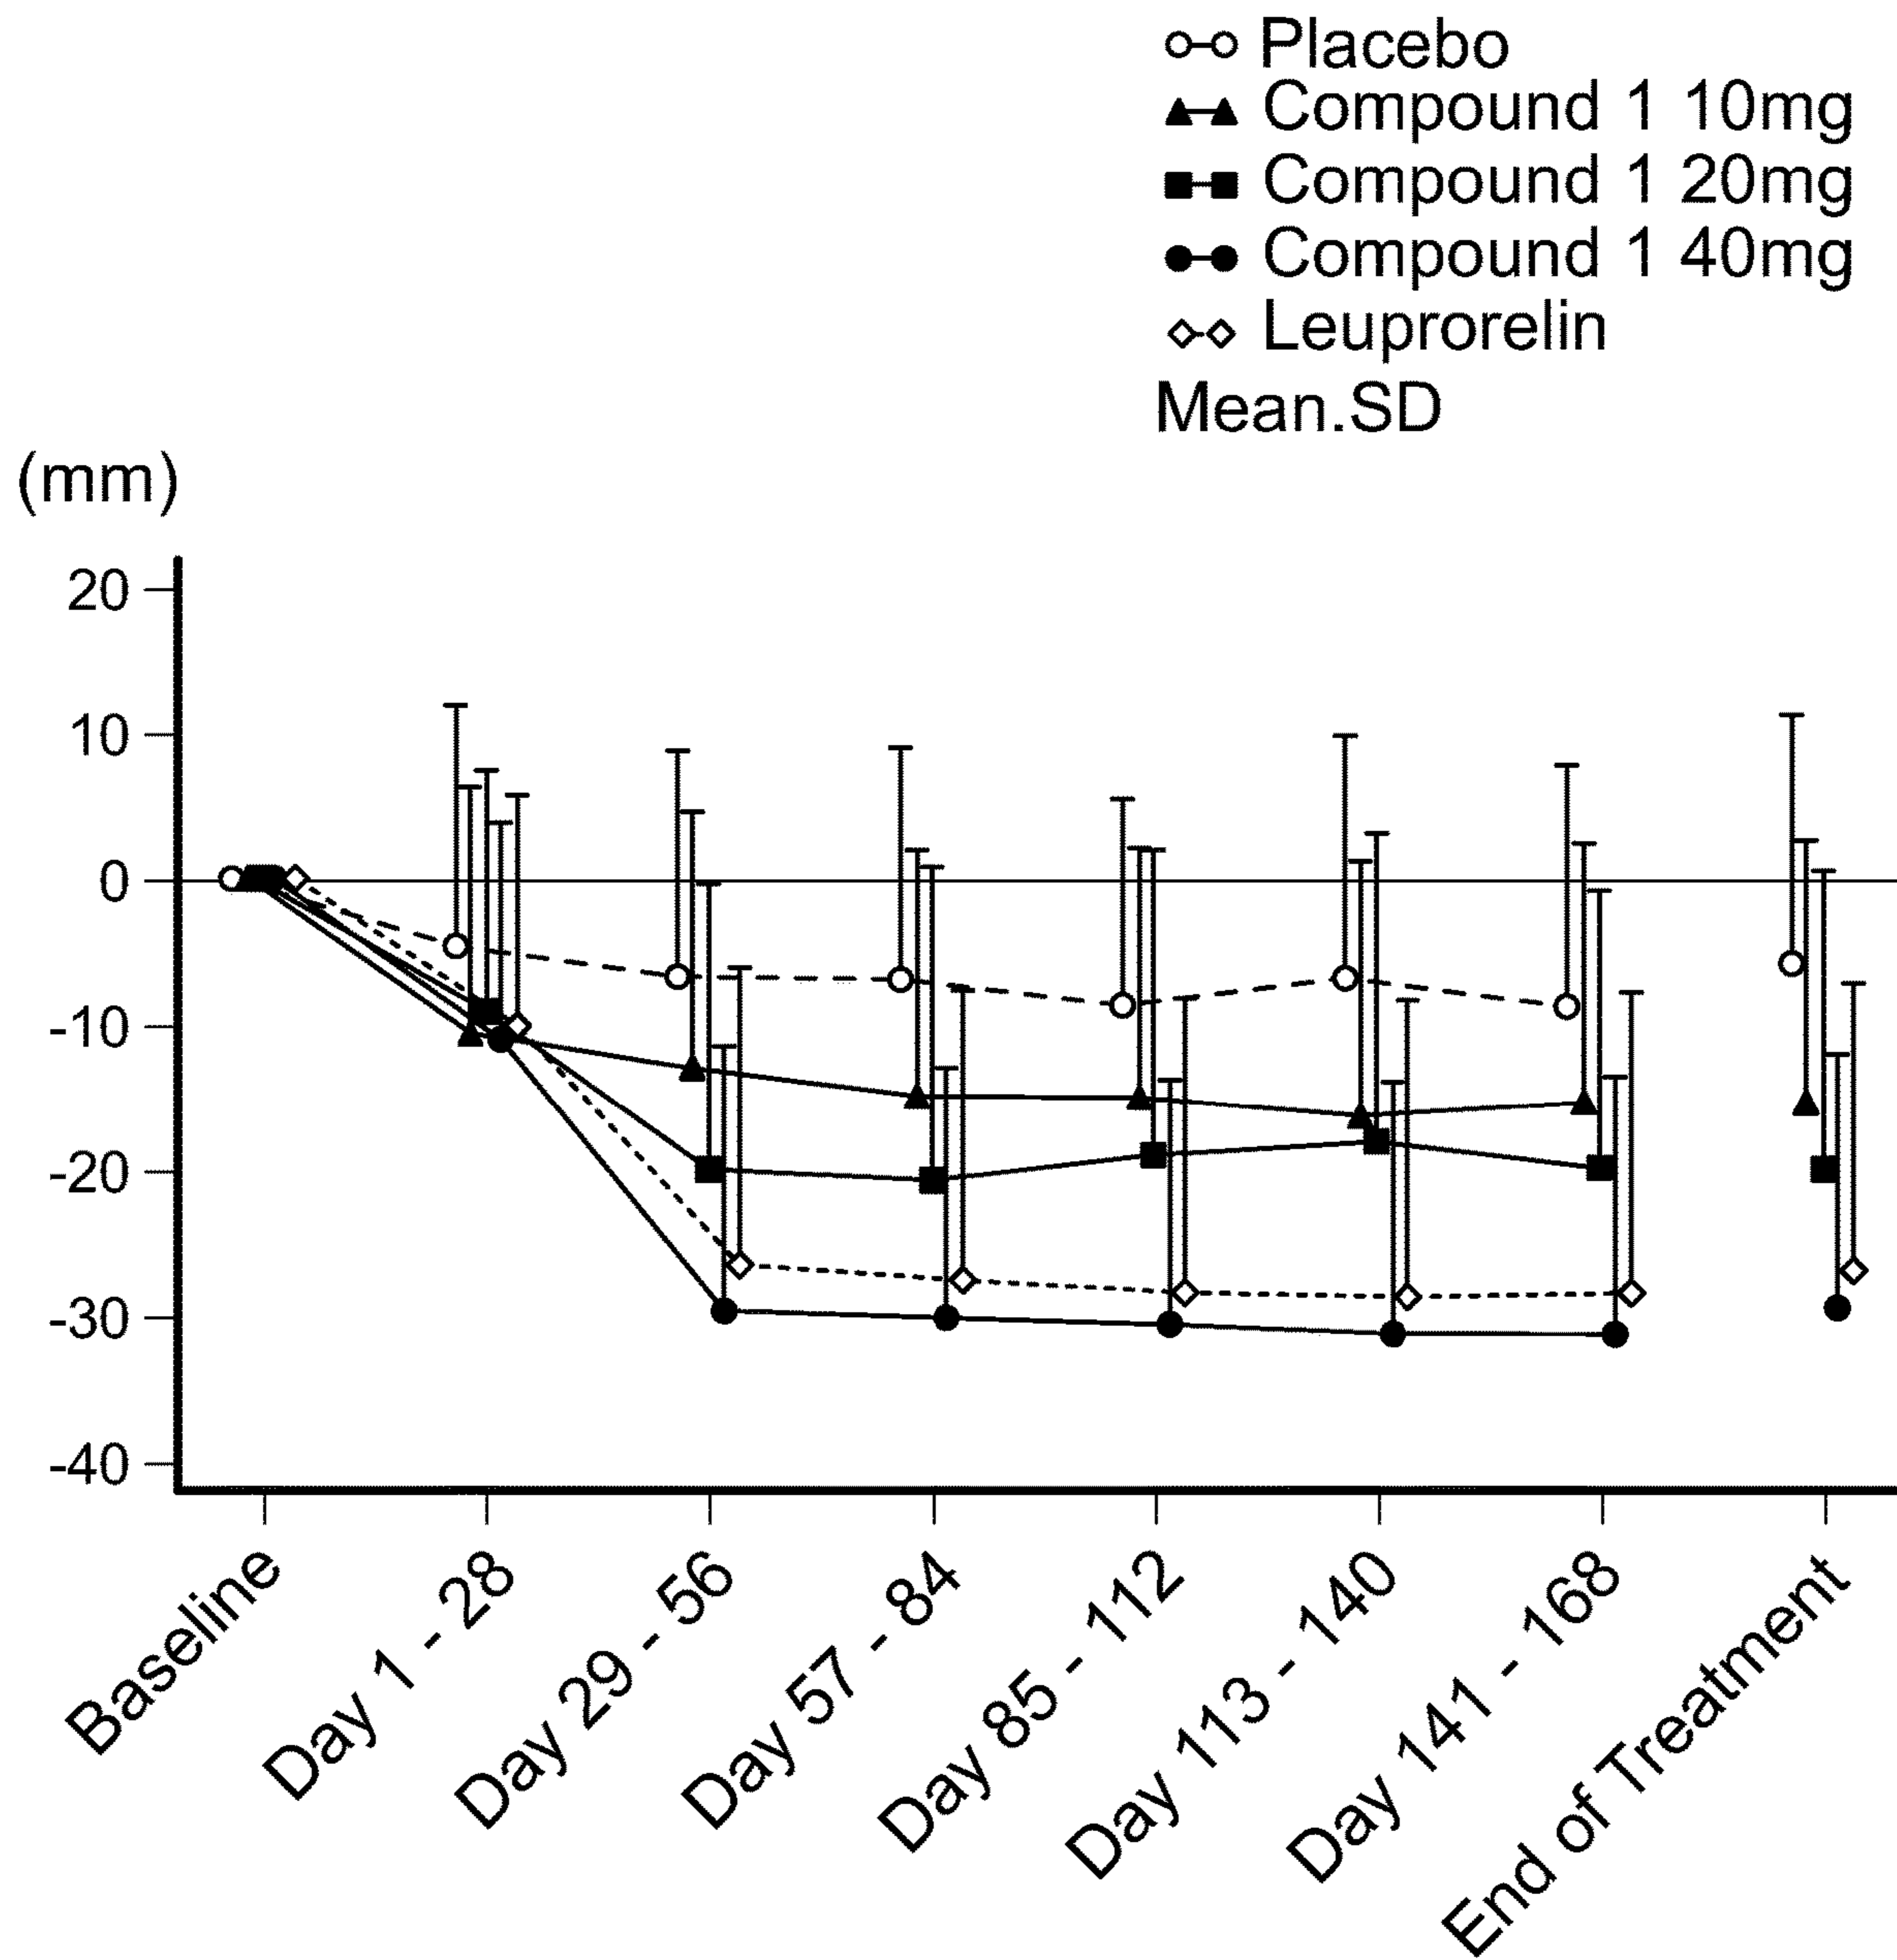 Placebo
Compound 1 10mg
Compound 1 20mg
Compound 1 40mg
Leuprorelin
Mean.SD
(mm)
20
10
0
-10
-20
-30
-40
Baseline
Day 1 - 28
Day 29 - 56
Day 57 - 84
Day 85 - 112
Day 113 - 140
Day 141 - 168
End of Treatment